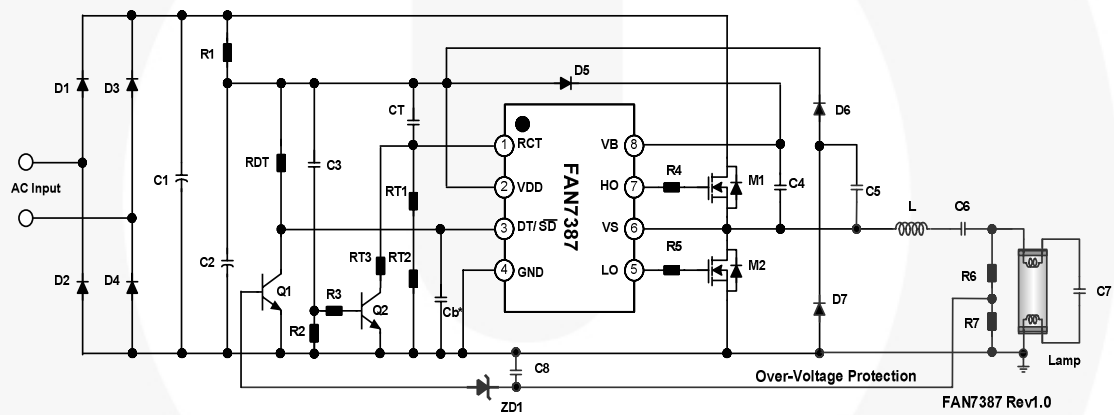 R1
D5
D1
D3
CT
D6
1
RCT
VB
8
AC Input
C1
RDT
C3
RT1
2
VDD
FAN7387
HO
7
R4
M1
C4
C5
3
DT/SD
VS
6
L
C6
C2
RT3
RT2
4
GND
LO
5
R5
M2
R6
C7
D2
D4
Q1
R3
R2
Q2
Cb*
D7
R7
C8
Lamp
Over-Voltage Protection
ZD1
FAN7387 Rev1.0